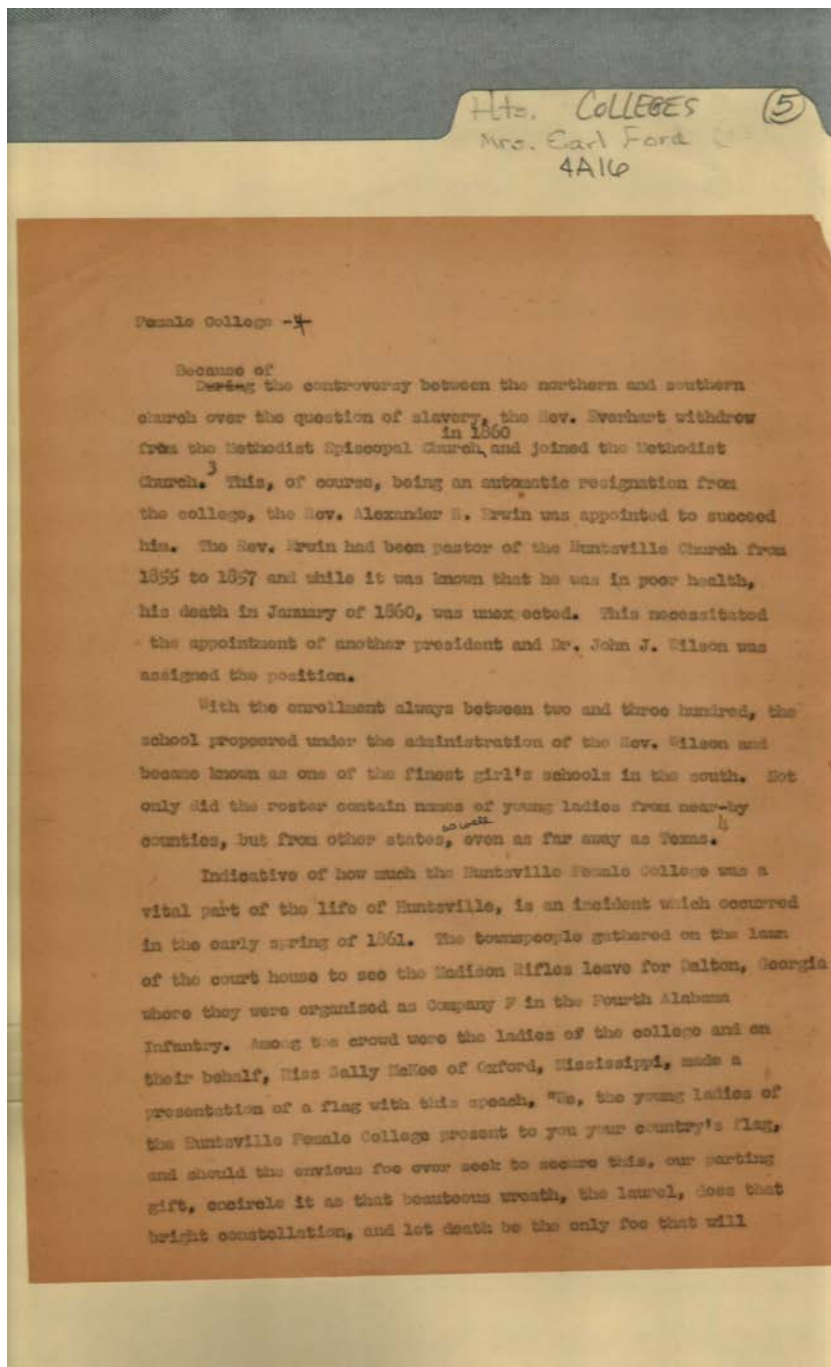 Hts. COLLEGES (5)
Mrs. Earl Ford
4A16
Female College -4
Because of
During the controversy between the northern and southern
church over the question of slavery, the Rev. Everhart withdrew
in 1860
from the Methodist Episcopal Church, and joined the Methodist
Church.3 This, of course, being an automatic resignation from
the college, the Rev. Alexander R. Erwin was appointed to succeed
him. The Rev. Erwin had been pastor of the Huntsville Church from
1855 to 1857 and while it was known that he was in poor health,
his death in January of 1860, was unex ected. This necessitated
the appointment of another president and Dr. John J. Wilson was
assigned the position.
With the enrollment always between two and three hundred, the
school prospered under the administration of the Rev. Wilson and
became known as one of the finest girl's schools in the south. Not
only did the roster contain names of young ladies from near-by
as well
counties, but from other states, even as far away as Texas.4
Indicative of how much the Huntsville Female College was a
vital part of the life of Huntsville, is an incident which occurred
in the early spring of 1861. The townspeople gathered on the lawn
of the court house to see the Madison Rifles leave for Dalton, Georgia
where they were organized as Company F in the Fourth Alabama
Infantry. Among the crowd were the ladies of the college and on
their behalf, Miss Sally McKee of Oxford, Mississippi, made a
presentation of a flag with this speach, "We, the young ladies of
the Huntsville Female College present to you your country's flag,
and should the envious foe ever seek to secure this, our parting
gift, encircle it as that beauteous wreath, the laurel, does that
bright constellation, and let death be the only foe that will